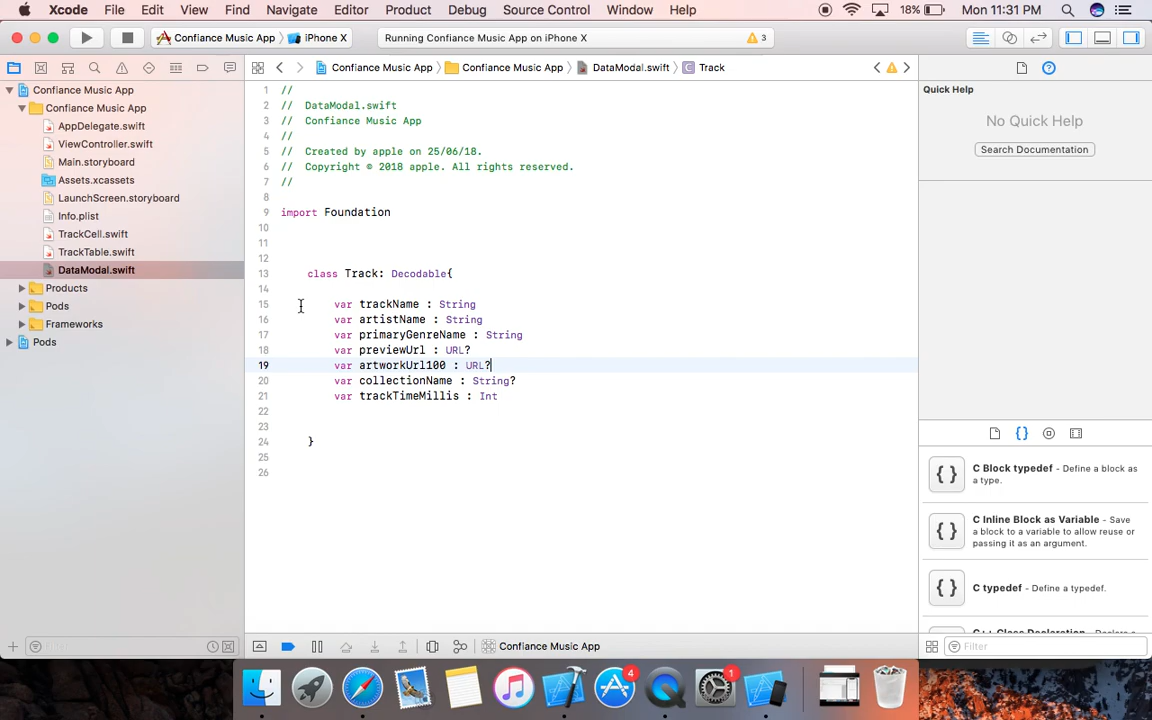 Xcode File Edit View Find Navigate Editor Product Debug Source Control Window Help 18% Mon 11:31 PM
Confiance Music App iPhone X Running Confiance Music App on iPhone X 3
Confiance Music App Confiance Music App DataModal.swift C Track
Confiance Music App
Confiance Music App
AppDelegate.swift
ViewController.swift
Main.storyboard
Assets.xcassets
LaunchScreen.storyboard
Info.plist
TrackCell.swift
TrackTable.swift
DataModal.swift
Products
Pods
Frameworks
Pods
1 //
2 // DataModal.swift
3 // Confiance Music App
4 //
5 // Created by apple on 25/06/18.
6 // Copyright © 2018 apple. All rights reserved.
7 //
8
9 import Foundation
10
11
12
13 class Track: Decodable{
14
15 var trackName : String
16 var artistName : String
17 var primaryGenreName : String
18 var previewUrl : URL?
19 var artworkUrl100 : URL?
20 var collectionName : String?
21 var trackTimeMillis : Int
22
23
24 }
25
26
Quick Help
No Quick Help
Search Documentation
{ } C Block typedef - Define a block as
a type.
{ } C Inline Block as Variable - Save
a block to a variable to allow reuse or
passing it as an argument.
{ } C typedef - Define a typedef.
Confiance Music App
Filter
4
1